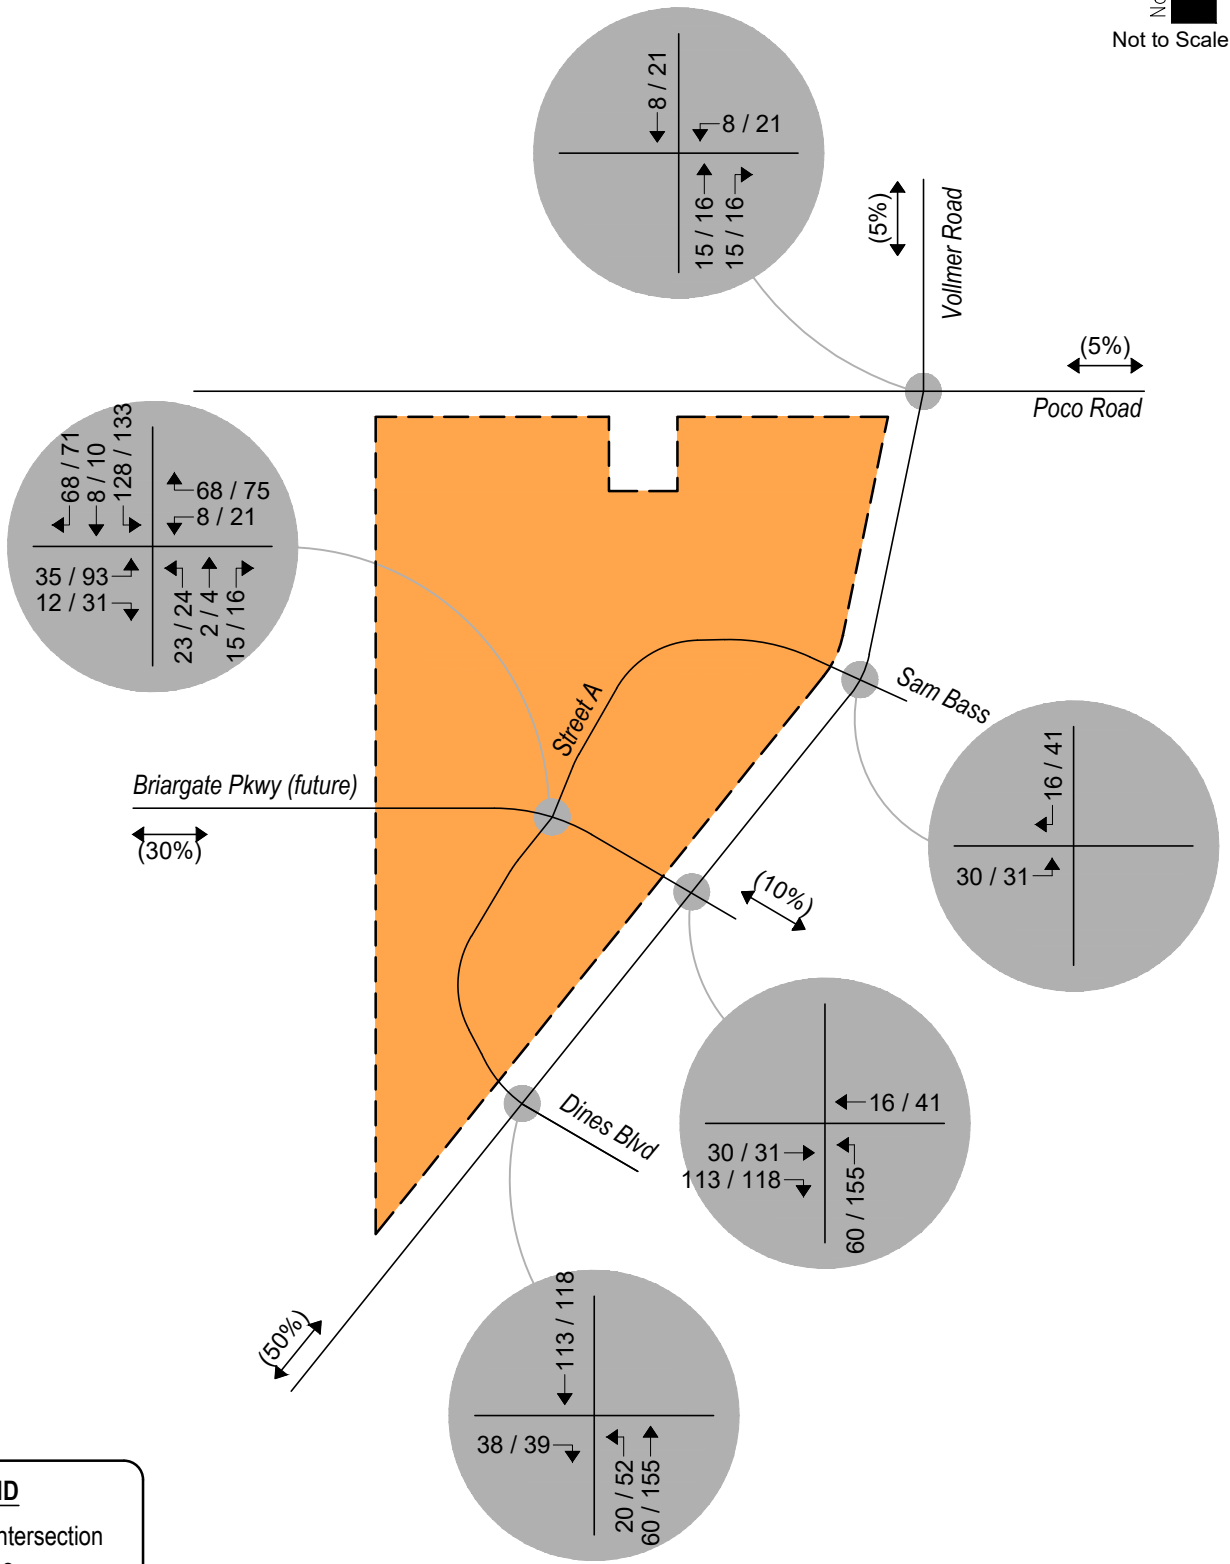 Not to Scale
8 / 21
8 / 21
15 / 16
15 / 16
(5%)
Vollmer Road
(5%)
Poco Road
68 / 71
8 / 10
128 / 133
68 / 75
8 / 21
35 / 93
12 / 31
23 / 24
2 / 4
15 / 16
Street A
Sam Bass
Briargate Pkwy (future)
(30%)
16 / 41
30 / 31
(10%)
Dines Blvd
16 / 41
30 / 31
113 / 118
60 / 155
(50%)
113 / 118
38 / 39
20 / 52
60 / 155
ntersection